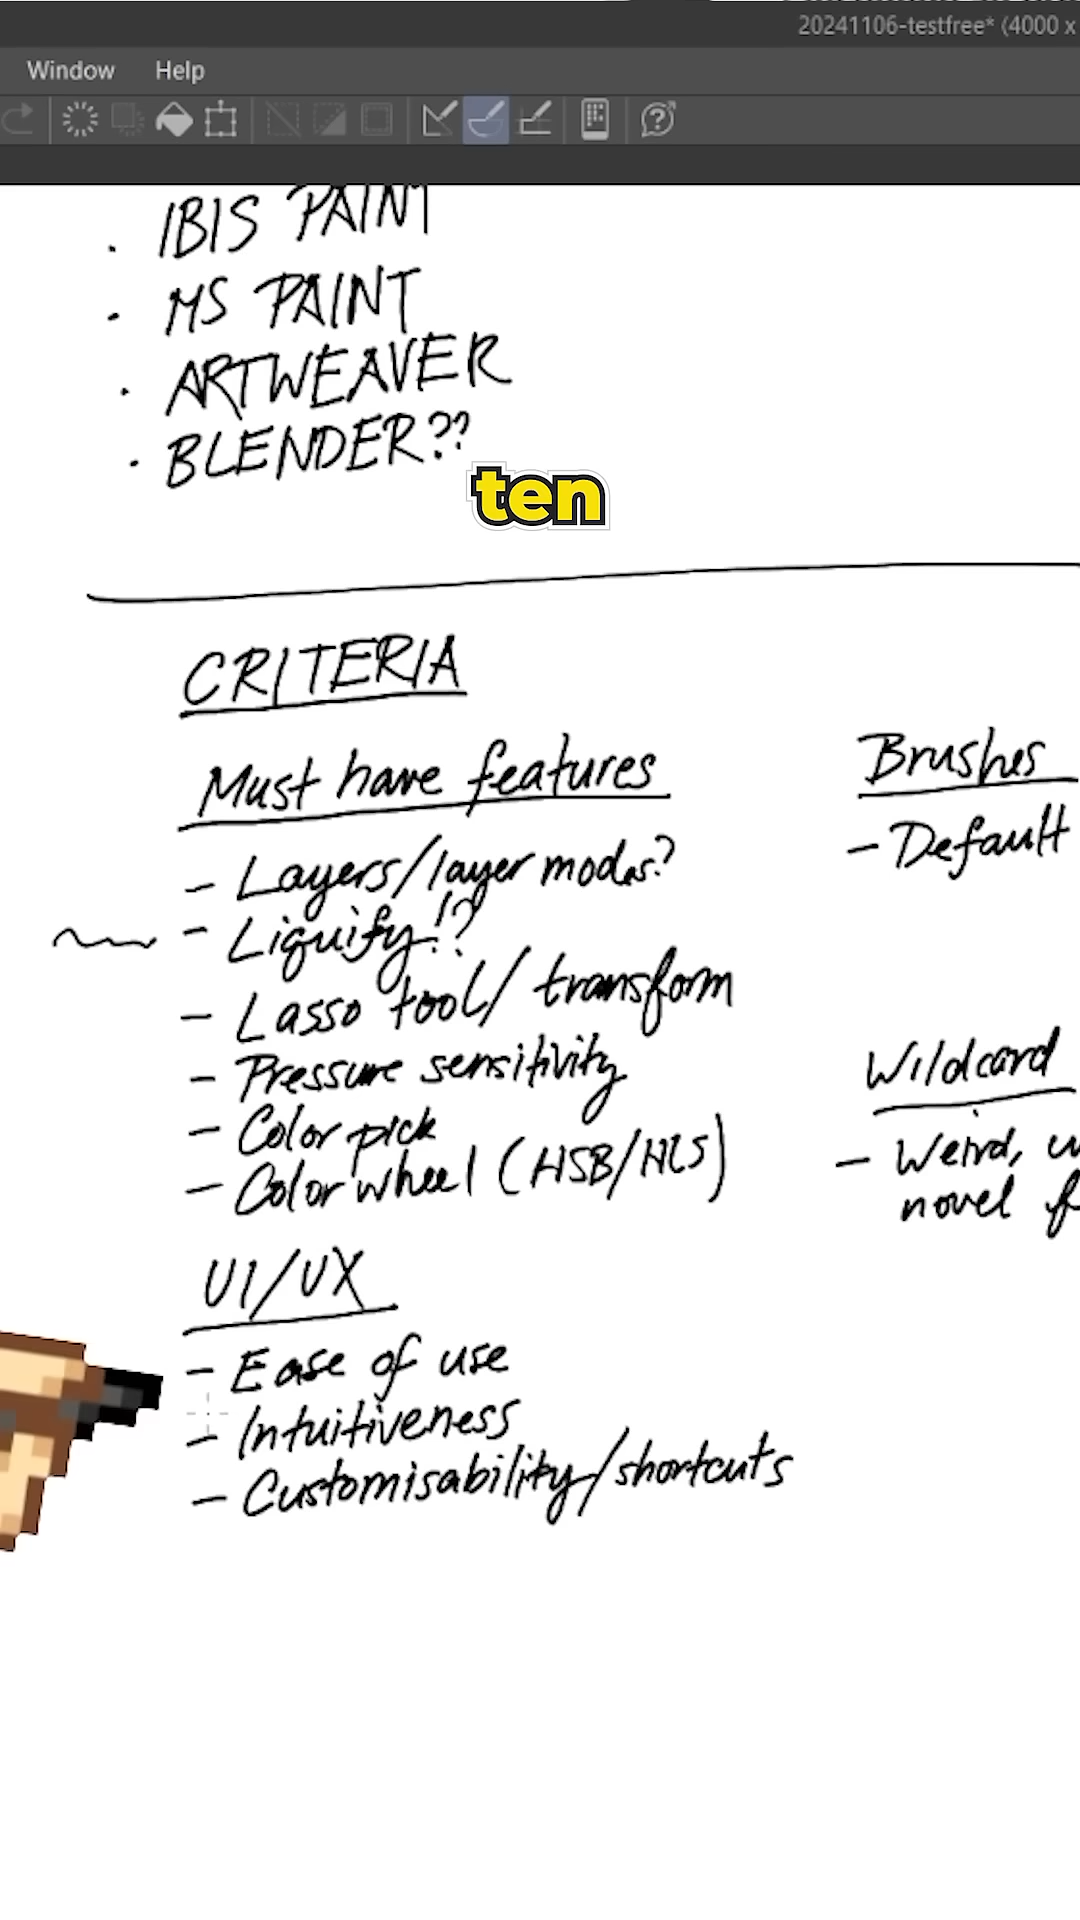 20241106-testfree* (4000 x
Window Help
. IBIS PAINT
. MS PAINT
. ARTWEAVER
. BLENDER??
ten
CRITERIA
Must have features
- Layers/layer modes?
- Liquify!?
- Lasso tool/transform
- Pressure sensitivity
- Color pick
- Color wheel (HSB/HLS)
UI/UX
- Ease of use
- Intuitiveness
- Customisability/shortcuts
Brushes
- Default
Wildcard
- Weird,
novel